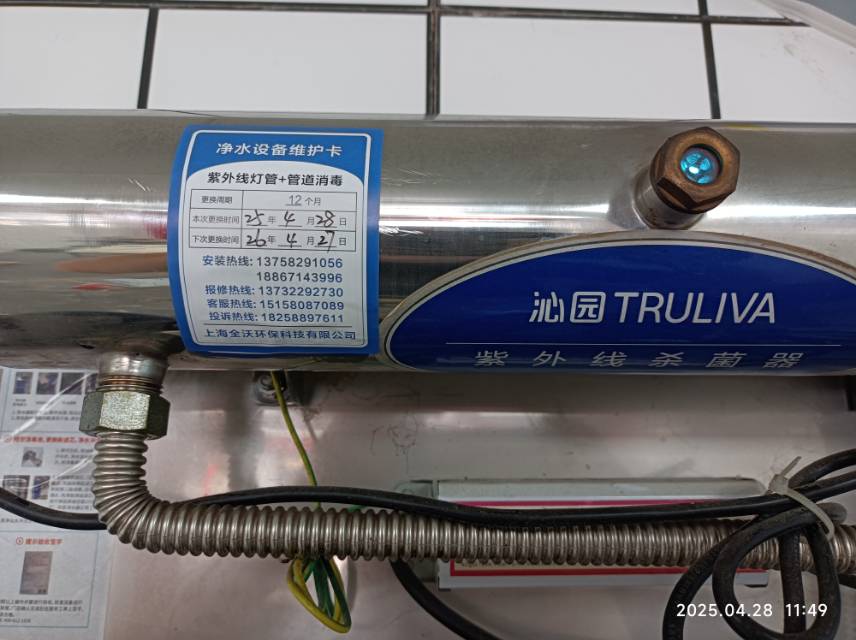 净水设备维护卡
紫外线灯管+管道消毒
更换周期 12个月
本次更换时间 25年 4月28日
下次更换时间 26年 4月27日
安装热线: 13758291056
18867143996
报修热线: 13732292730
客服热线: 15158087089
投诉热线: 18258897611
上海全沃环保科技有限公司
沁园TRULIVA
紫外线杀菌器
2025.04.28 11:49